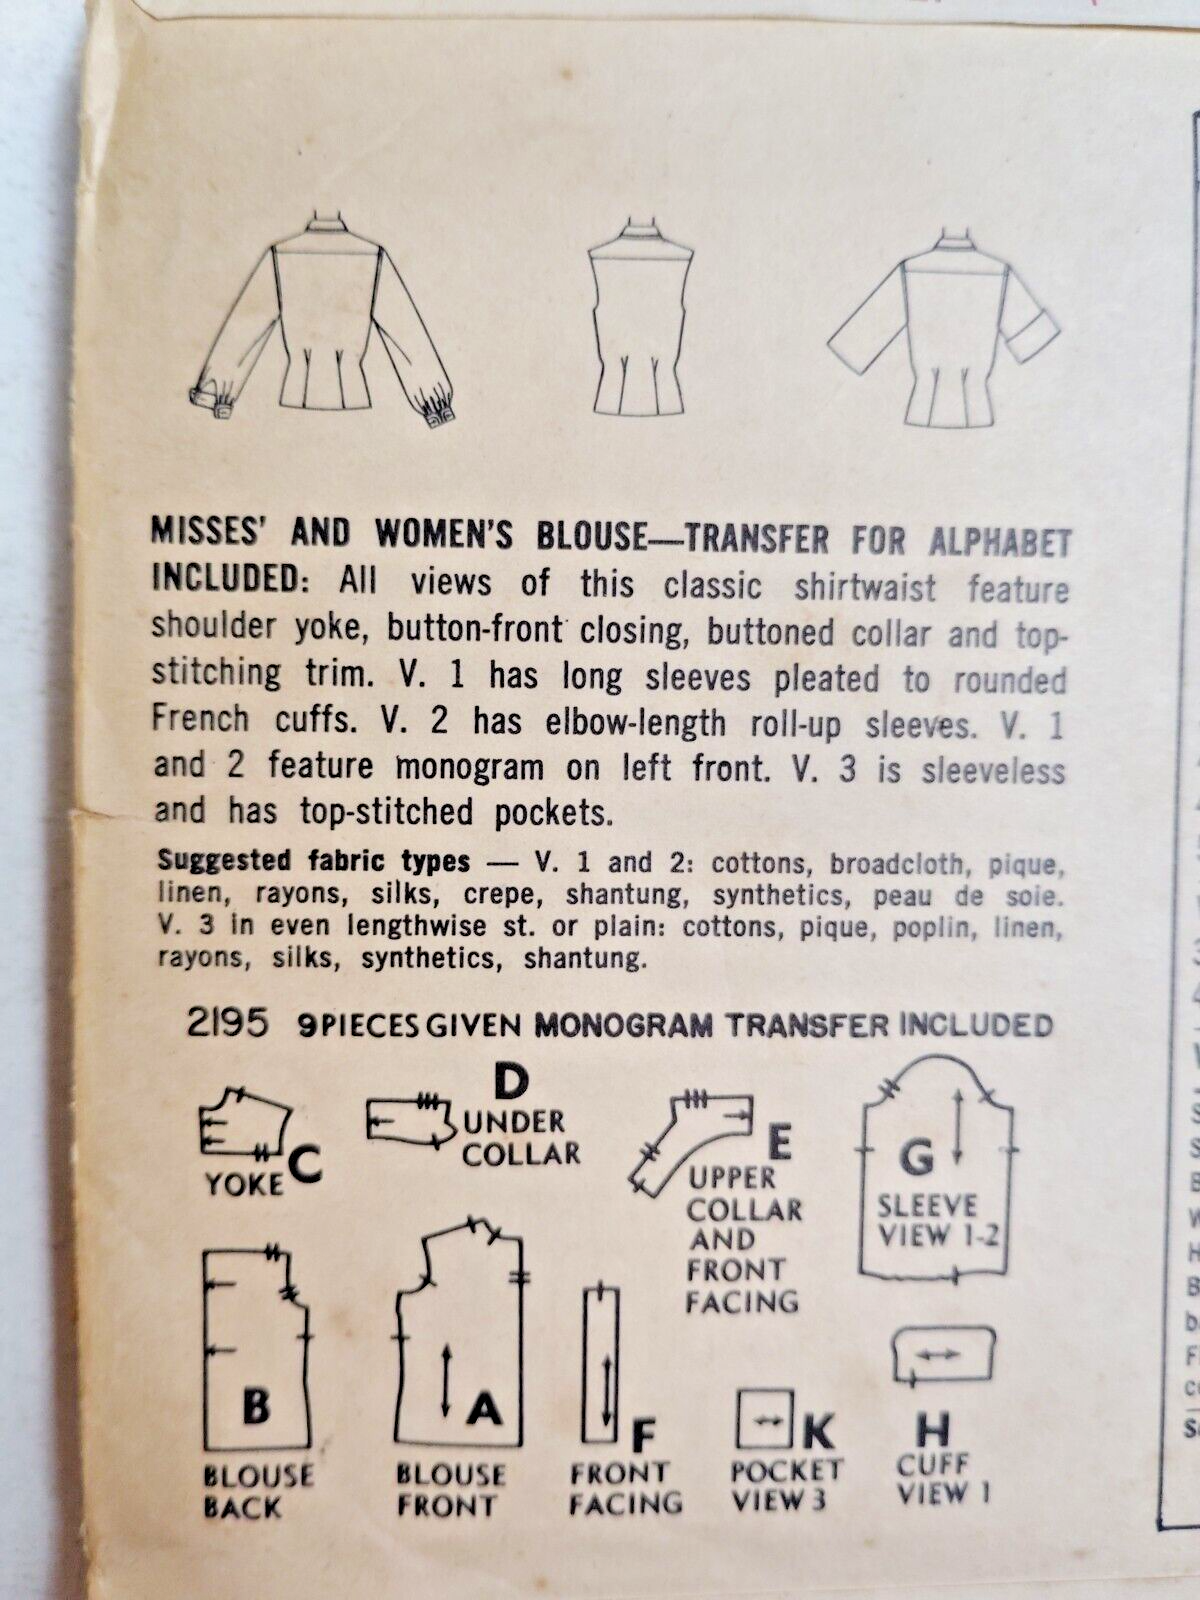 MISSES' AND WOMEN'S BLOUSE—TRANSFER FOR ALPHABET
INCLUDED: All views of this classic shirtwaist feature
shoulder yoke, button-front closing, buttoned collar and top-
stitching trim. V. 1 has long sleeves pleated to rounded
French cuffs. V. 2 has elbow-length roll-up sleeves. V. 1
and 2 feature monogram on left front. V. 3 is sleeveless
and has top-stitched pockets.
Suggested fabric types — V. 1 and 2: cottons, broadcloth, pique,
linen, rayons, silks, crepe, shantung, synthetics, peau de soie.
V. 3 in even lengthwise st. or plain: cottons, pique, poplin, linen,
rayons, silks, synthetics, shantung.
2195 9 PIECES GIVEN MONOGRAM TRANSFER INCLUDED
C
YOKE
D
UNDER
COLLAR
E
UPPER
COLLAR
AND
FRONT
FACING
G
SLEEVE
VIEW 1-2
B
BLOUSE
BACK
A
BLOUSE
FRONT
F
FRONT
FACING
K
POCKET
VIEW 3
H
CUFF
VIEW 1